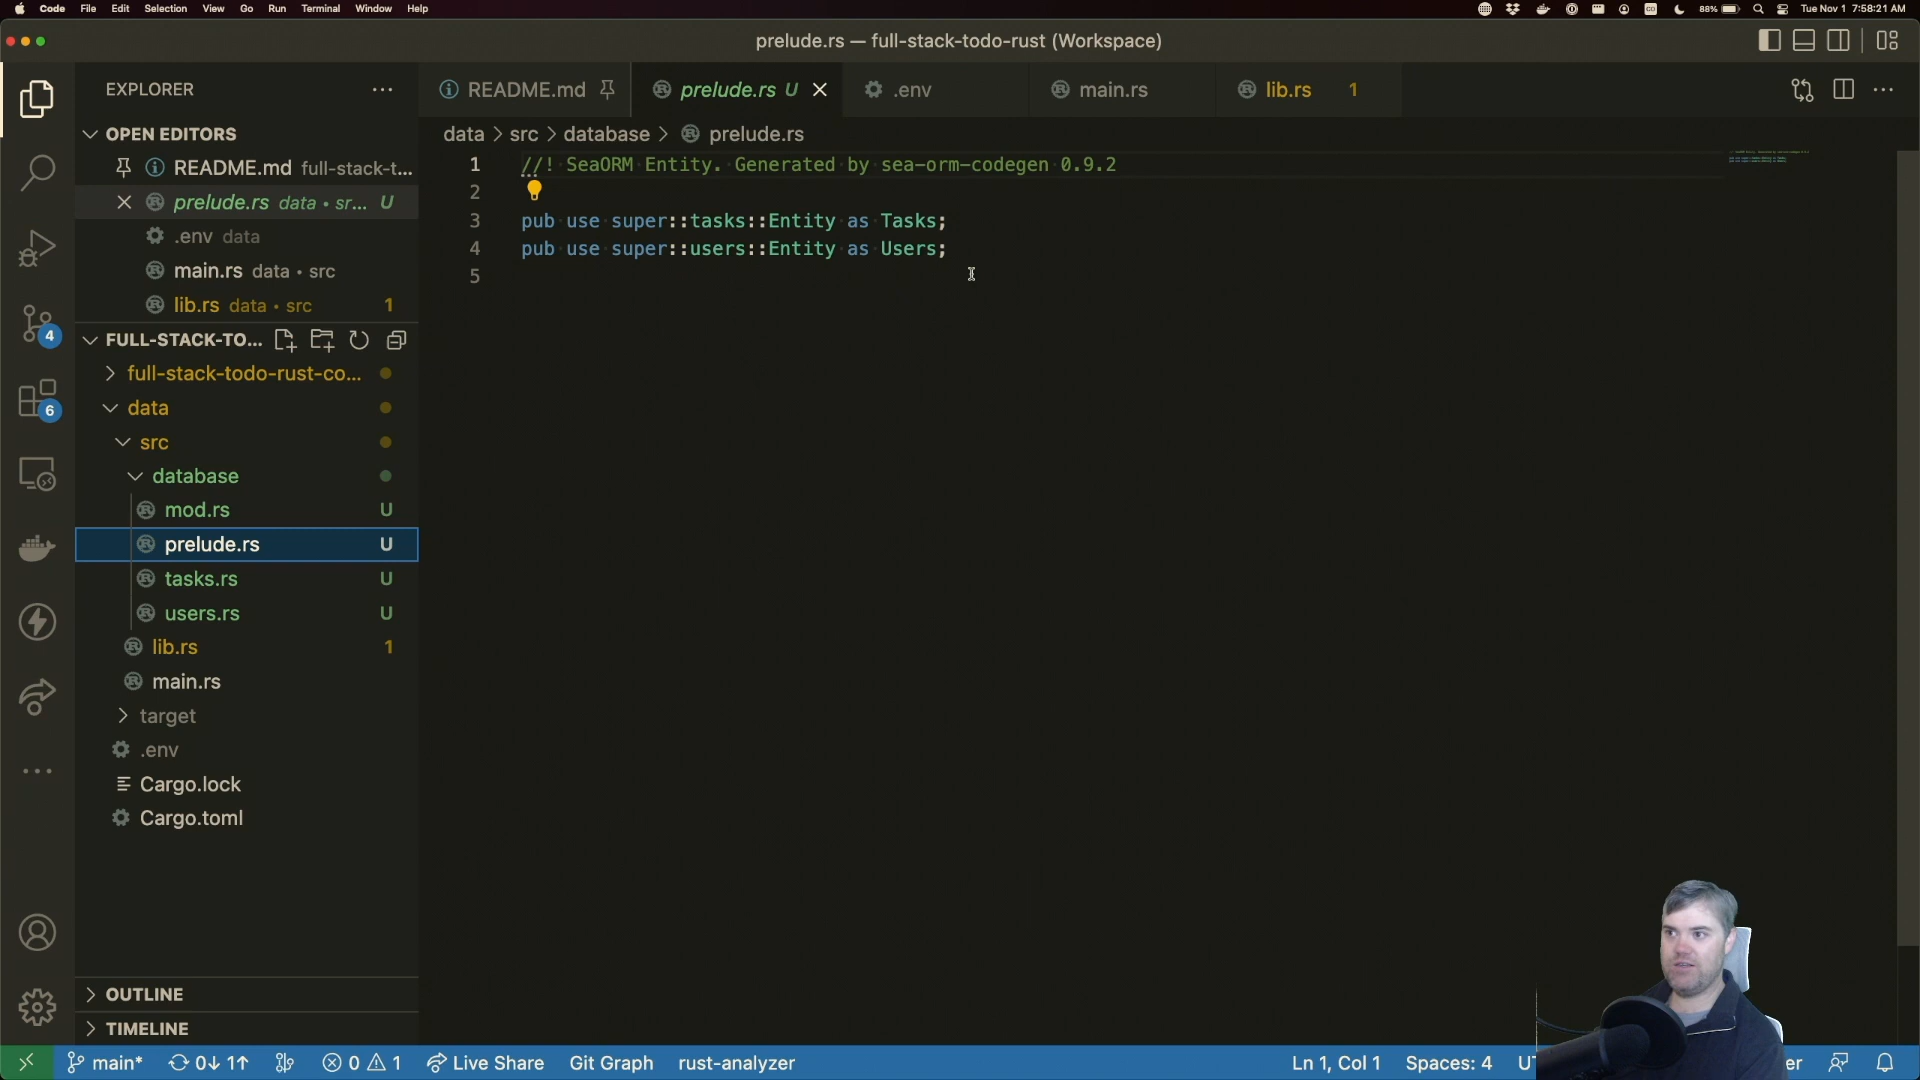 Code File Edit Selection View Go Run Terminal Window Help
88% Tue Nov 1 7:58:21 AM
prelude.rs — full-stack-todo-rust (Workspace)
EXPLORER
README.md
prelude.rs U
.env
main.rs
lib.rs 1
data > src > database > prelude.rs
OPEN EDITORS
README.md full-stack-t...
prelude.rs data • sr... U
.env data
main.rs data • src
lib.rs data • src 1
FULL-STACK-TO...
full-stack-todo-rust-co...
data
src
database
mod.rs U
prelude.rs U
tasks.rs U
users.rs U
lib.rs 1
main.rs
target
.env
Cargo.lock
Cargo.toml
OUTLINE
TIMELINE
4
6
1 //! SeaORM Entity. Generated by sea-orm-codegen 0.9.2
2
3 pub use super::tasks::Entity as Tasks;
4 pub use super::users::Entity as Users;
5
main* 0↓ 1↑ 0 1 Live Share Git Graph rust-analyzer
Ln 1, Col 1 Spaces: 4